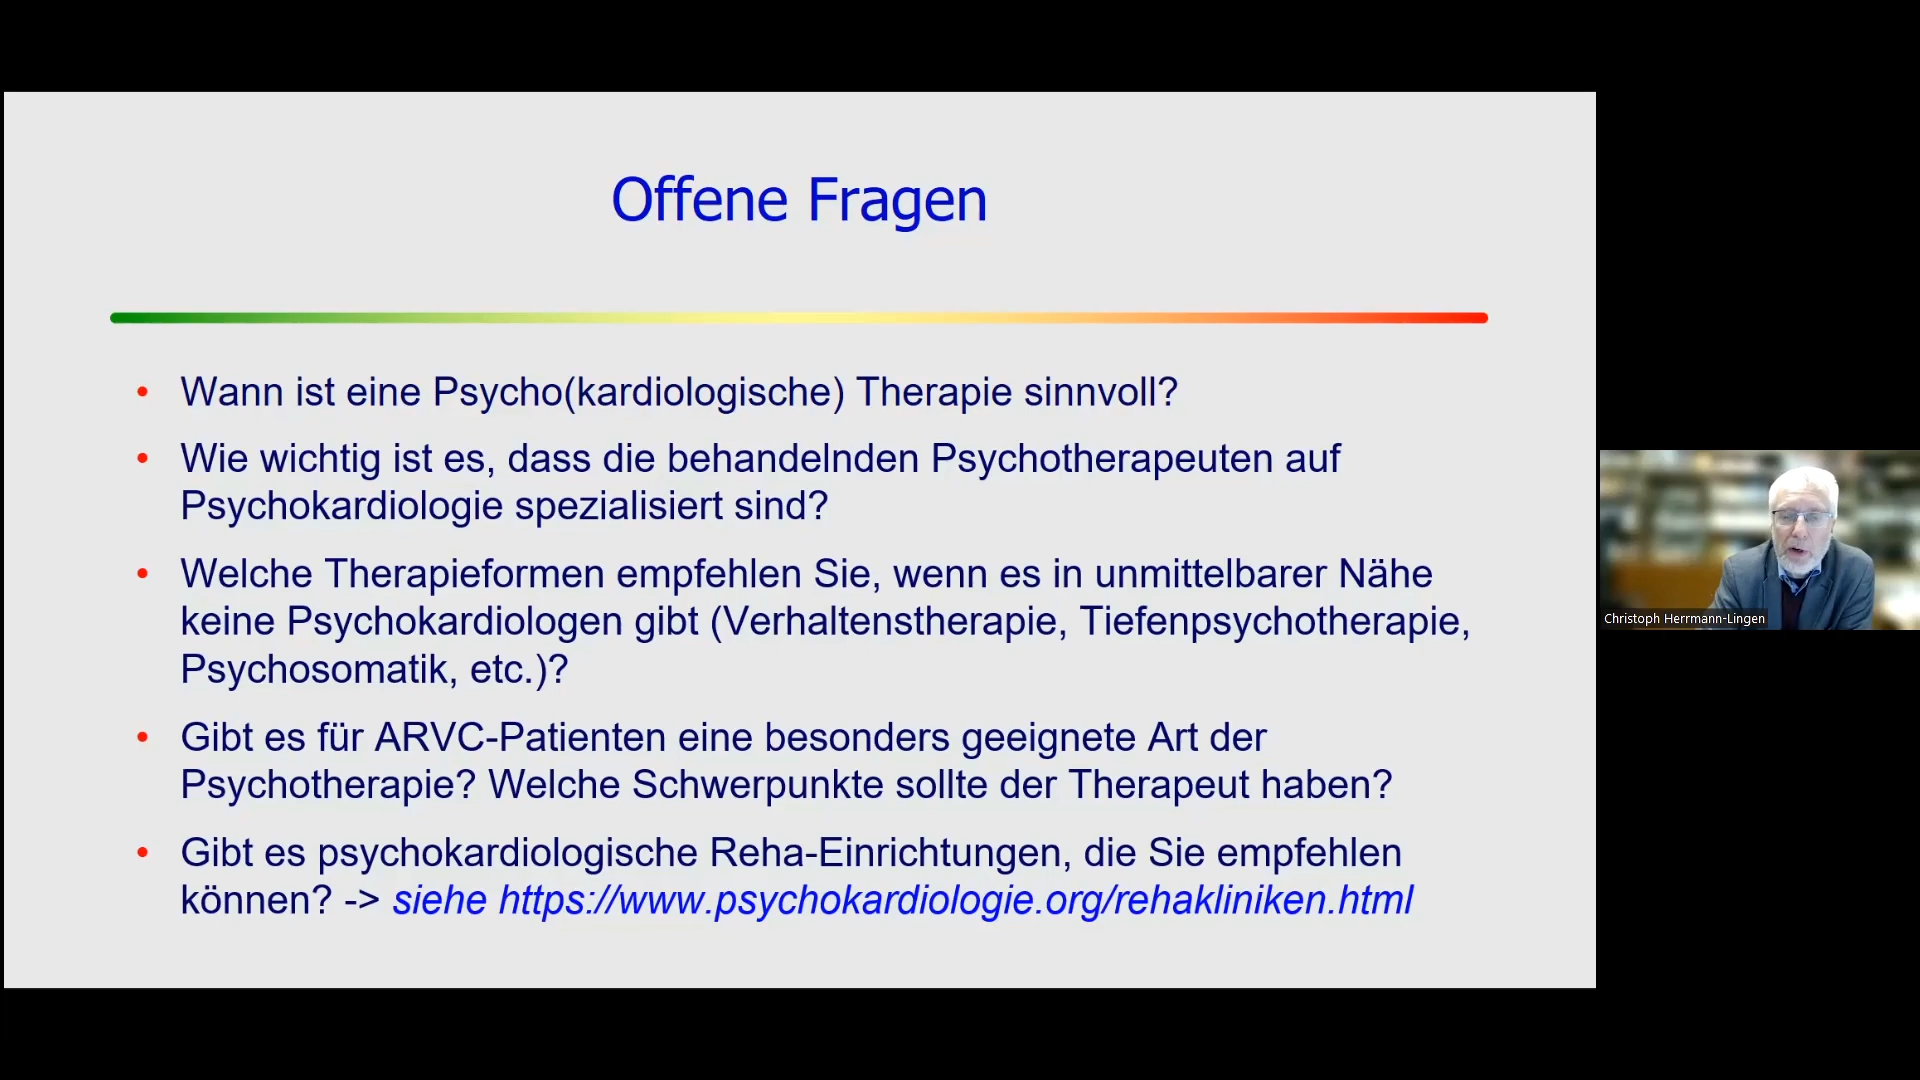 Offene Fragen
• Wann ist eine Psycho(kardiologische) Therapie sinnvoll?
• Wie wichtig ist es, dass die behandelnden Psychotherapeuten auf
Psychokardiologie spezialisiert sind?
• Welche Therapieformen empfehlen Sie, wenn es in unmittelbarer Nähe
keine Psychokardiologen gibt (Verhaltenstherapie, Tiefenpsychotherapie,
Psychosomatik, etc.)?
• Gibt es für ARVC-Patienten eine besonders geeignete Art der
Psychotherapie? Welche Schwerpunkte sollte der Therapeut haben?
• Gibt es psychokardiologische Reha-Einrichtungen, die Sie empfehlen
können? -> siehe https://www.psychokardiologie.org/rehakliniken.html
Christoph Herrmann-Lingen